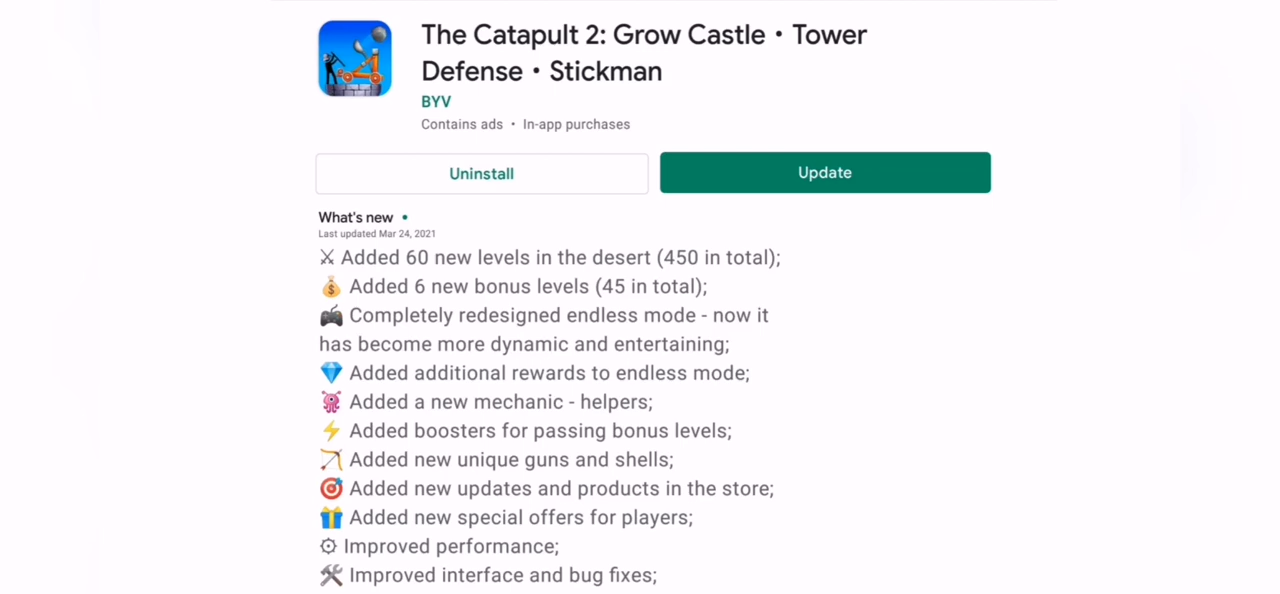 The Catapult 2: Grow Castle • Tower
Defense • Stickman
BYV
Contains ads • In-app purchases
Uninstall
Update
What's new •
Last updated Mar 24, 2021
⚔ Added 60 new levels in the desert (450 in total);
💰 Added 6 new bonus levels (45 in total);
🎮 Completely redesigned endless mode - now it
has become more dynamic and entertaining;
💎 Added additional rewards to endless mode;
👾 Added a new mechanic - helpers;
⚡ Added boosters for passing bonus levels;
🏹 Added new unique guns and shells;
🎯 Added new updates and products in the store;
🎁 Added new special offers for players;
⚙ Improved performance;
🛠 Improved interface and bug fixes;